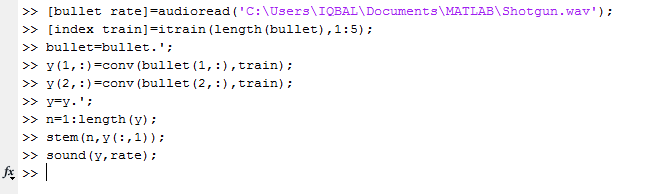 >> [bullet rate]=audioread('C:\Users\IQBAL\Documents\MATLAB\Shotgun.wav');
>> [index train]=itrain(length(bullet),1:5);
>> bullet=bullet.';
>> y(1,:)=conv(bullet(1,:),train);
>> y(2,:)=conv(bullet(2,:),train);
>> y=y.';
>> n=1:length(y);
>> stem(n,y(:,1));
>> sound(y,rate);
fx >>